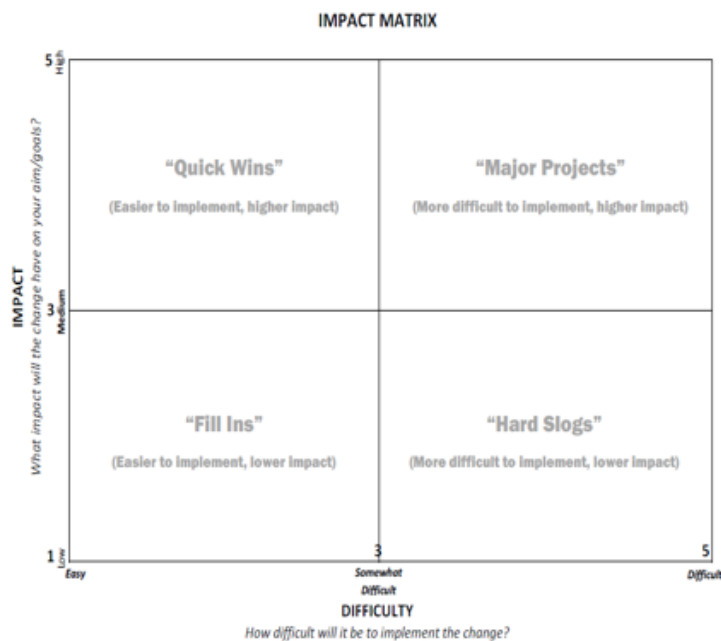 IMPACT MATRIX
5
High
“Quick Wins”
(Easier to implement, higher impact)
“Major Projects”
(More difficult to implement, higher impact)
IMPACT
What impact will the change have on your aim/goals?
3
Medium
“Fill Ins”
(Easier to implement, lower impact)
“Hard Slogs”
(More difficult to implement, lower impact)
1
Low
3
5
Easy
Somewhat
Difficult
Difficult
DIFFICULTY
How difficult will it be to implement the change?